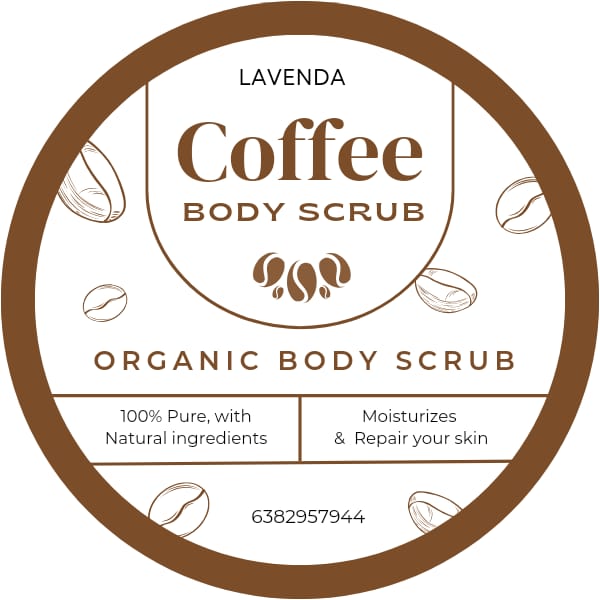 LAVENDA
Coffee
BODY SCRUB
ORGANIC BODY SCRUB
100% Pure, with
Natural ingredients
Moisturizes
& Repair your skin
6382957944